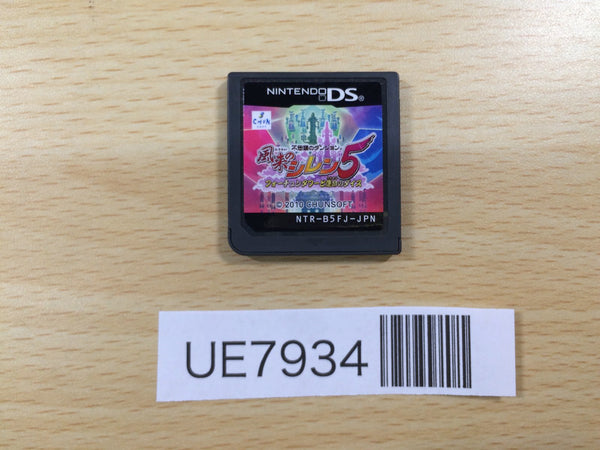 NINTENDO DS
CHUN
不思議のダンジョン
風来のシレン5
フォーチュンタワーと運命のダイス
© 2010 CHUNSOFT
NTR-B5FJ-JPN
UE7934